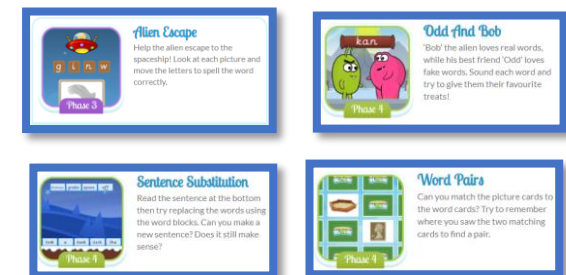 Alien Escape
Help the alien escape to the
spaceship! Look at each picture and
move the letters to spell the word
correctly.
g i n w
Phase 3
Odd And Bob
'Bob' the alien loves real words,
while his best friend 'Odd' loves
fake words. Sound each word and
try to give them their favourite
treats!
kan
Phase 4
Sentence Substitution
Read the sentence at the bottom
then try replacing the words using
the word blocks. Can you make a
new sentence? Does it still make
sense?
Phase 4
Word Pairs
Can you match the picture cards to
the word cards? Try to remember
where you saw the two matching
cards to find a pair.
Phase 4